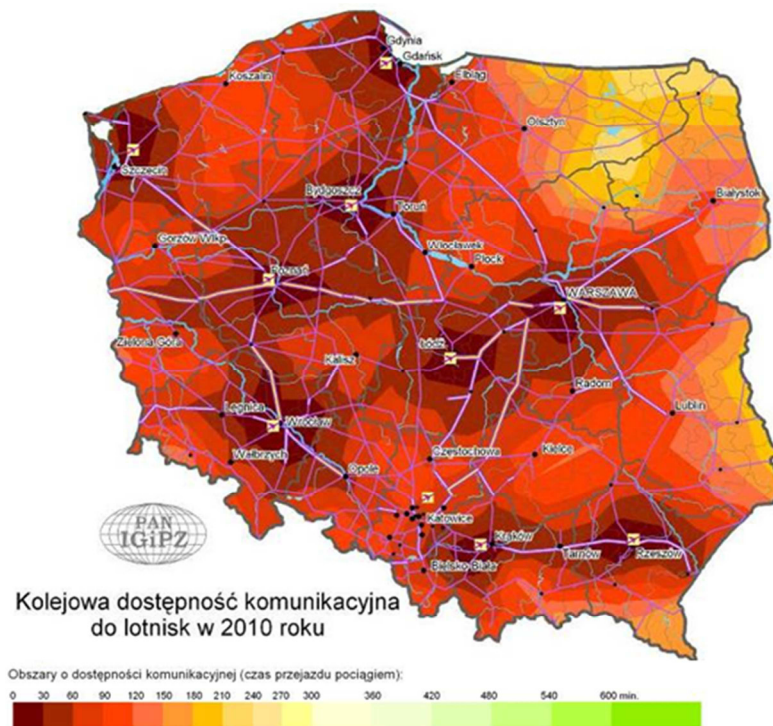 Gdynia
Gdańsk
Koszalin
Elbląg
Olsztyn
Szczecin
Bydgoszcz
Białystok
Toruń
Gorzów Wlkp
Włocławek
Płock
Poznań
WARSZAWA
Zielona Góra
Łódź
Kalisz
Radom
Legnica
Lublin
Wrocław
Wałbrzych
Częstochowa
Kielce
Opole
Katowice
Kraków
Tarnów
Rzeszów
Bielsko-Biała
PAN
IGiPZ
Kolejowa dostępność komunikacyjna
do lotnisk w 2010 roku
Obszary o dostępności komunikacyjnej (czas przejazdu pociągiem):
0 30 60 90 120 150 180 210 240 270 300 360 420 480 540 600 min.